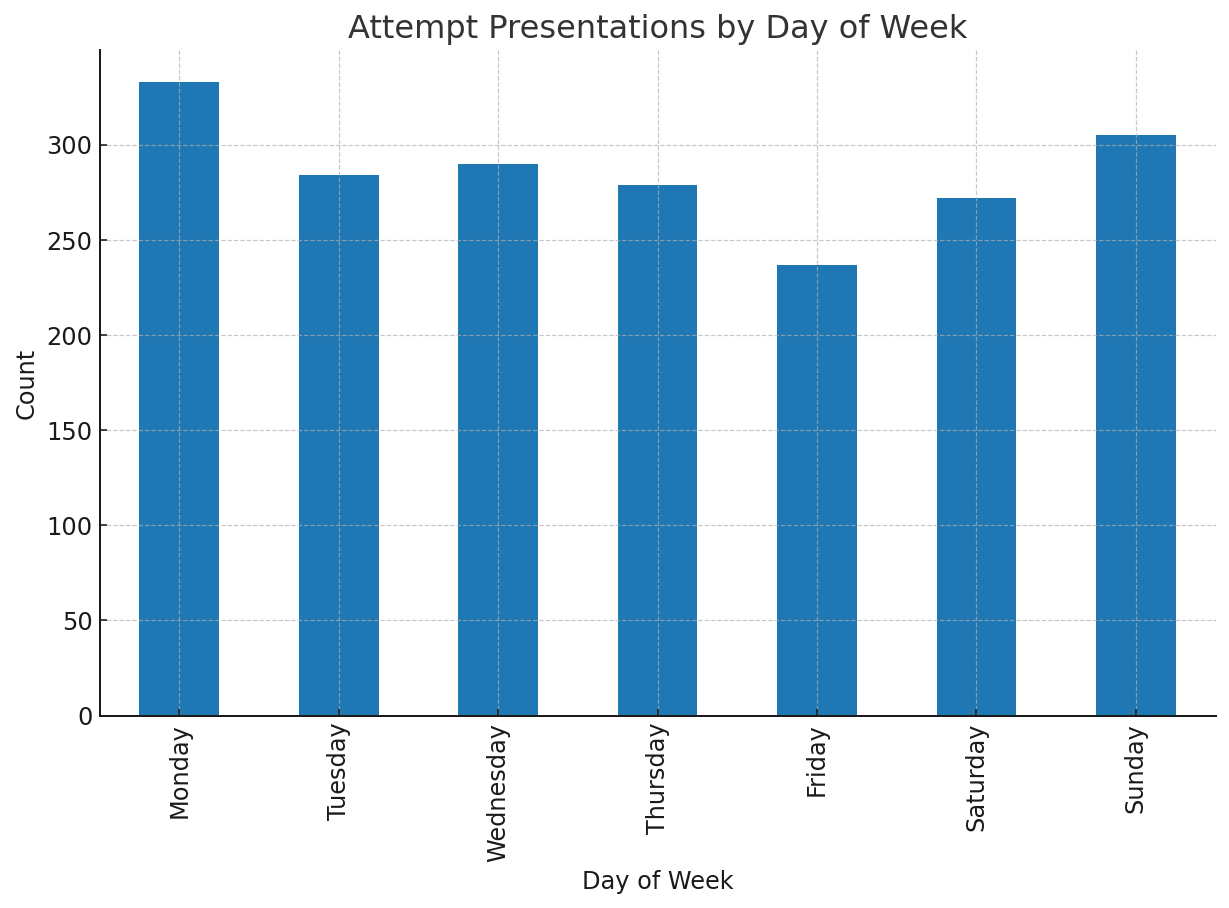 Attempt Presentations by Day of Week
Count
300
250
200
150
100
50
0
Monday
Tuesday
Wednesday
Thursday
Friday
Saturday
Sunday
Day of Week